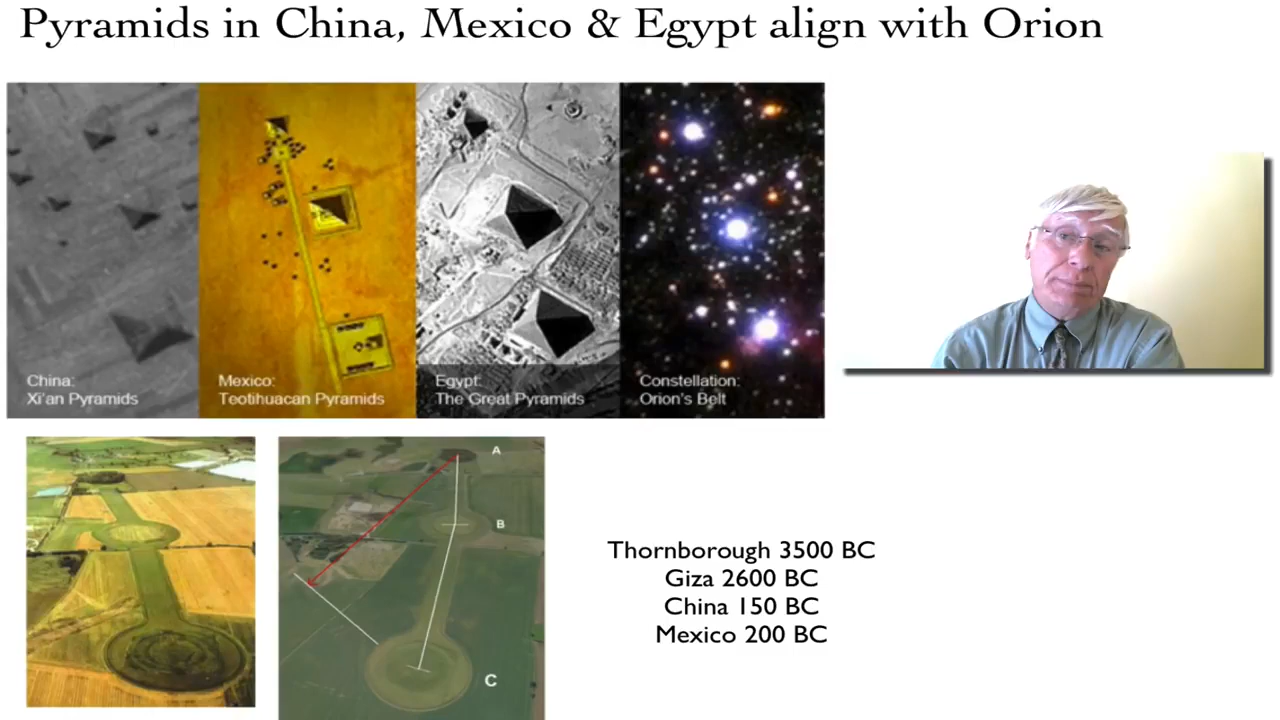 Pyramids in China, Mexico & Egypt align with Orion
China:
Xi'an Pyramids
Mexico:
Teotihuacan Pyramids
Egypt:
The Great Pyramids
Constellation:
Orion's Belt
A
B
C
Thornborough 3500 BC
Giza 2600 BC
China 150 BC
Mexico 200 BC